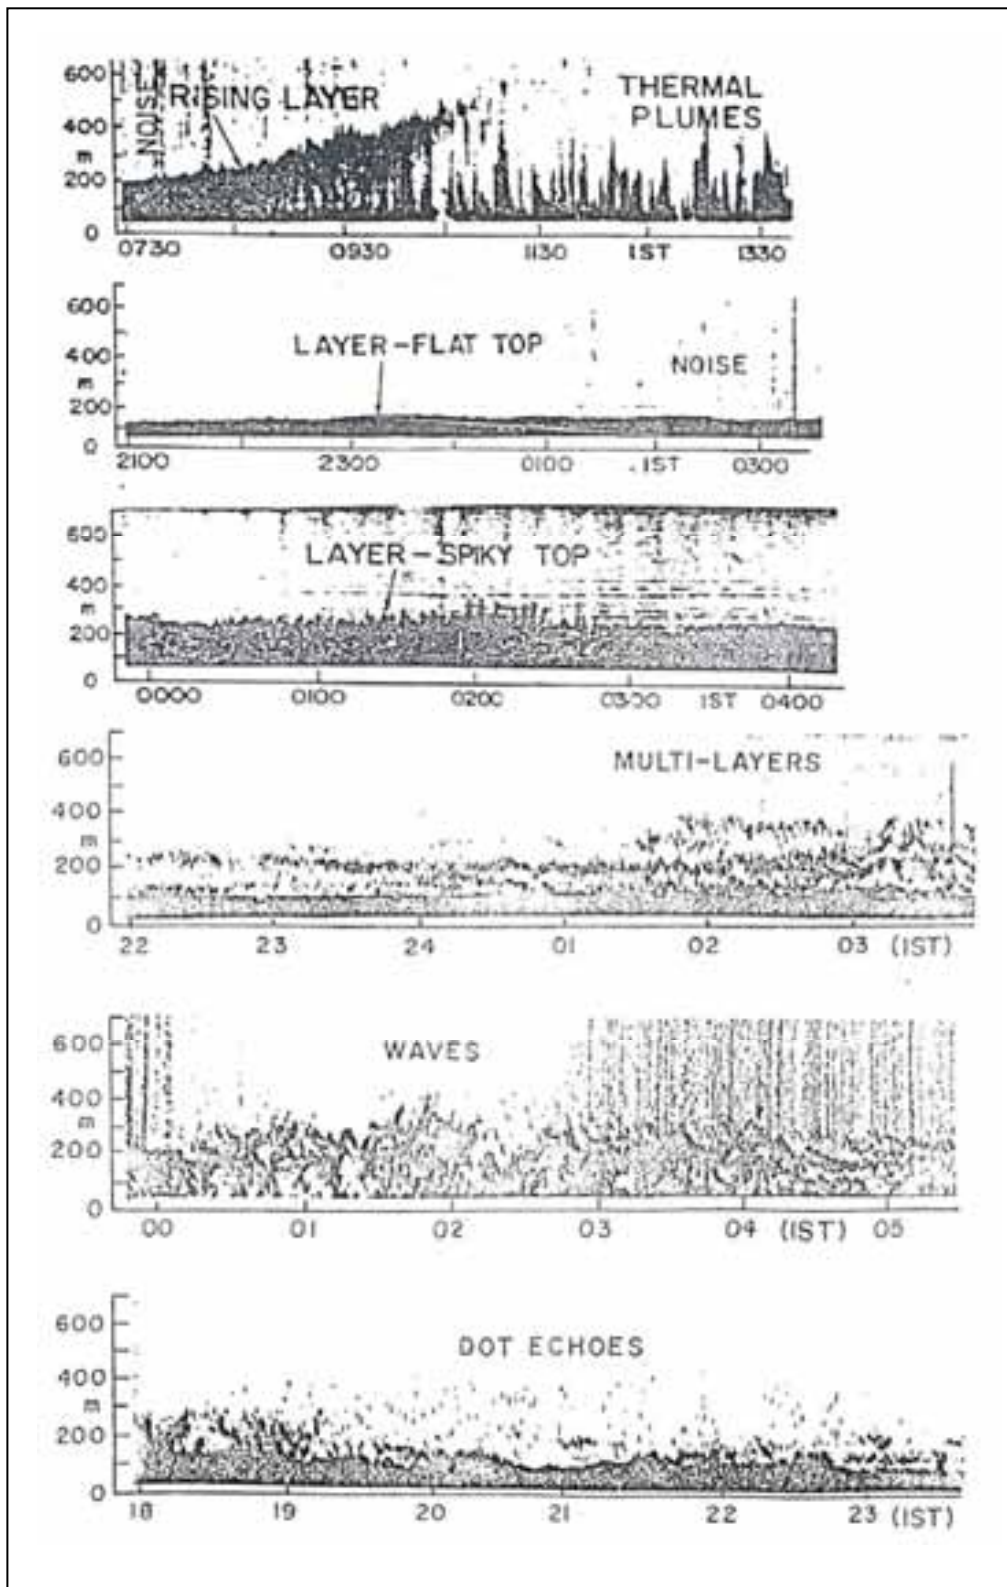 600
RISING LAYER
THERMAL
PLUMES
NOISE
400
m
200
0
0730 0930 1130 IST 1330
600
LAYER-FLAT TOP
NOISE
400
m
200
0
2100 2300 0100 .IST 0300
600
LAYER-SPIKY TOP
400
m
200
0
0000 0100 0200 0300 IST 0400
600
MULTI-LAYERS
400
m
200
0
22 23 24 01 02 03 (IST)
600
WAVES
400
m
200
0
00 01 02 03 04 (IST) 05
600
DOT ECHOES
400
m
200
0
18 19 20 21 22 23 (IST)